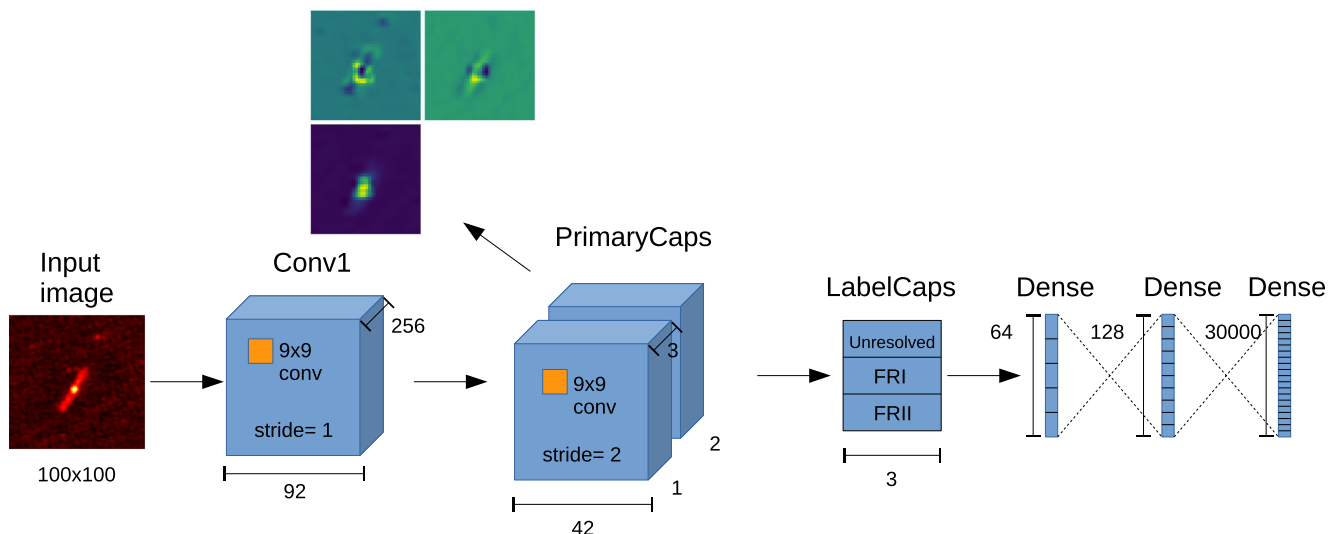 PrimaryCaps
Input
image
Conv1
LabelCaps
Dense
Dense
Dense
256
9x9
conv
stride= 1
3
9x9
conv
stride= 2
Unresolved
FRI
FRII
64
128
30000
100x100
92
2
1
42
3